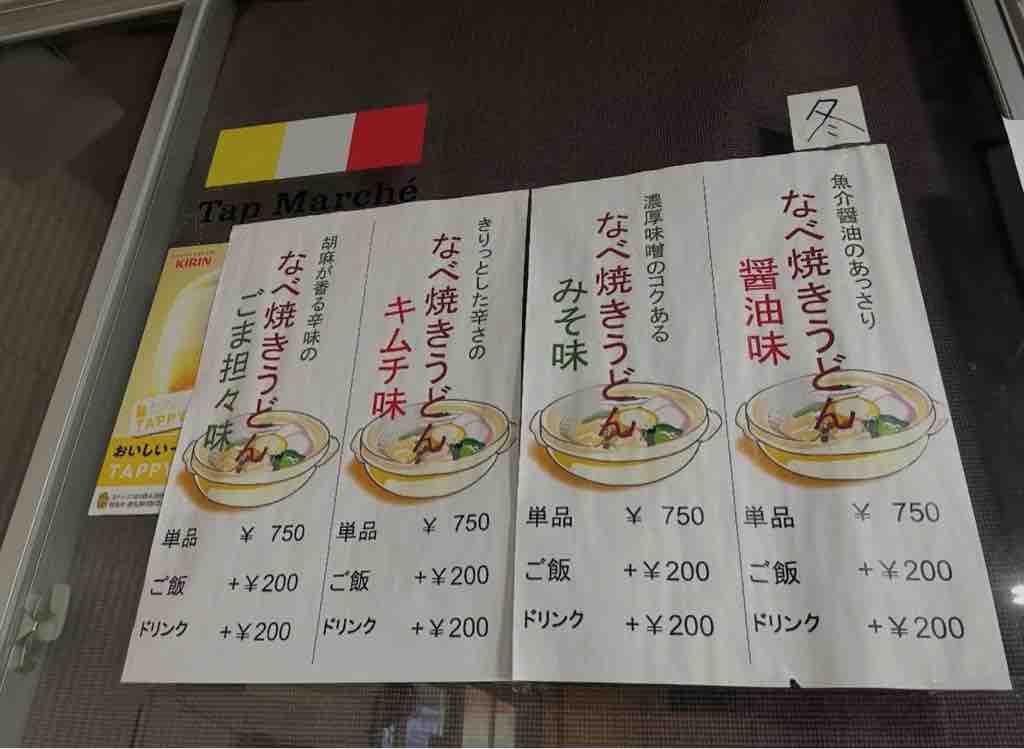 冬
Tap Marché
KIRIN
TAPPY
おいしいー
TAPPY
魚介醤油のあっさり
なべ焼きうどん
醤油味
単品 ¥ 750
ご飯 +¥200
ドリンク +¥200
濃厚味噌のコクある
なべ焼きうどん
みそ味
単品 ¥ 750
ご飯 +¥200
ドリンク +¥200
きりっとした辛さの
なべ焼きうどん
キムチ味
単品 ¥ 750
ご飯 +¥200
ドリンク +¥200
胡麻が香る辛味の
なべ焼きうどん
ごま担々味
単品 ¥ 750
ご飯 +¥200
ドリンク +¥200